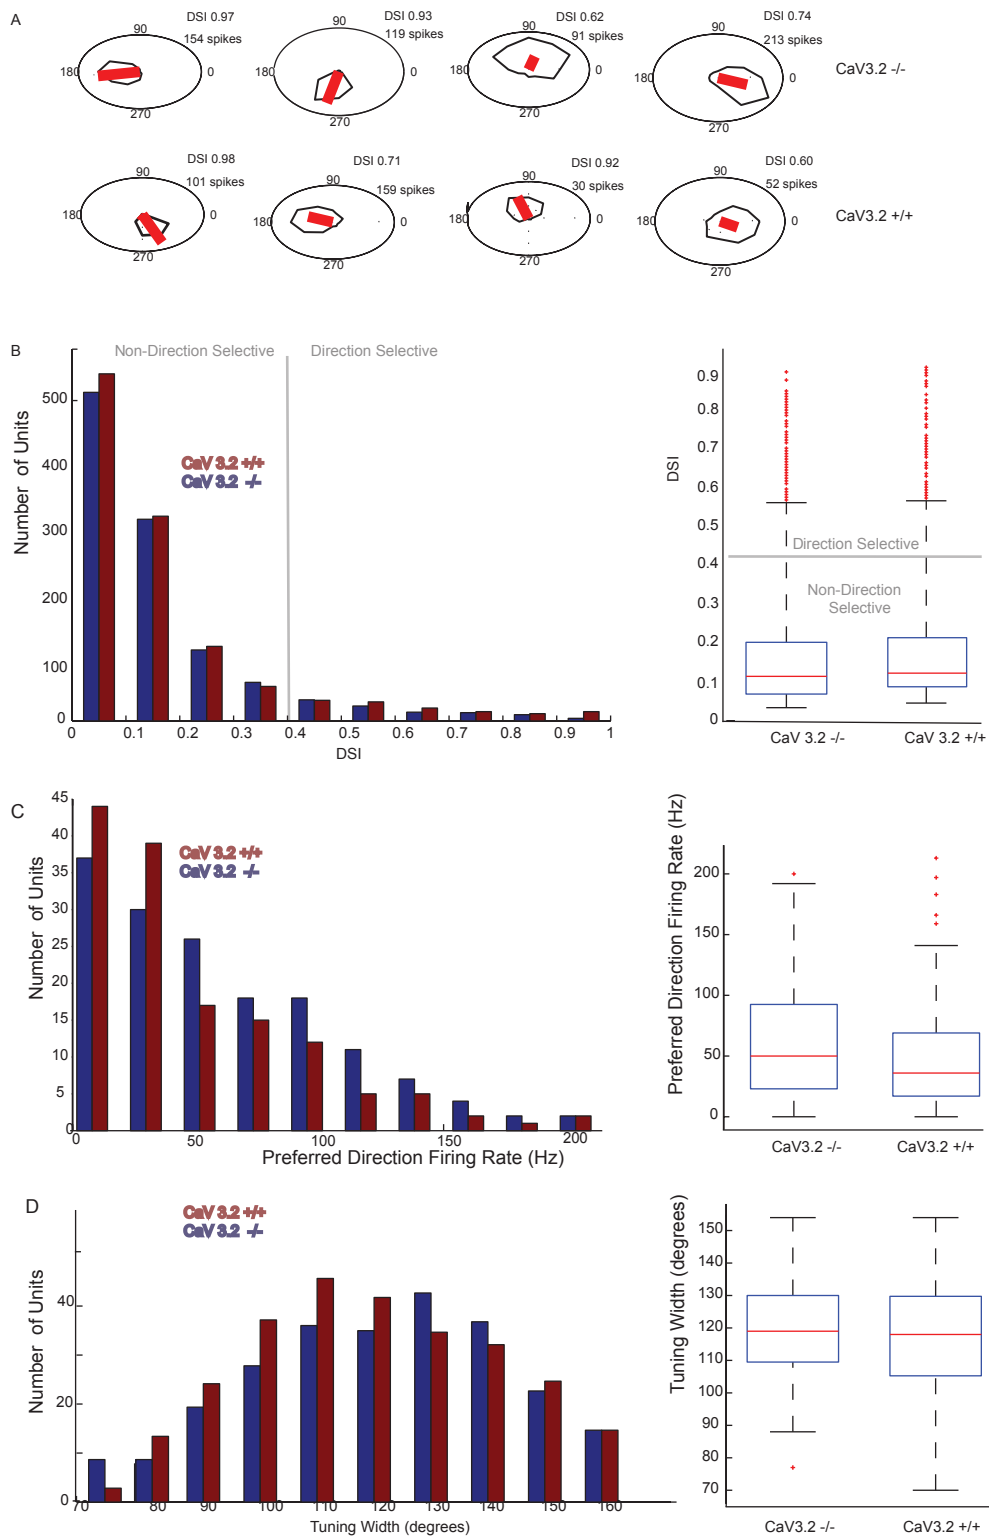 A
DSI 0.97
154 spikes
90
180
0
270
DSI 0.93
119 spikes
90
180
0
270
DSI 0.62
91 spikes
90
180
0
270
DSI 0.74
213 spikes
90
180
0
270
CaV3.2 -/-
DSI 0.98
101 spikes
90
180
0
270
DSI 0.71
159 spikes
90
180
0
270
DSI 0.92
30 spikes
90
180
0
270
DSI 0.60
52 spikes
90
180
0
270
CaV3.2 +/+
B
Non-Direction Selective
Direction Selective
Number of Units
500
400
300
200
100
0
CaV 3.2 +/+
CaV 3.2 -/-
0
0.1
0.2
0.3
0.4
0.5
0.6
0.7
0.8
0.9
1
DSI
DSI
0.9
0.8
0.7
0.6
0.5
0.4
0.3
0.2
0.1
0
Direction Selective
Non-Direction
Selective
CaV 3.2 -/-
CaV 3.2 +/+
C
Number of Units
45
40
35
30
25
20
15
10
5
0
CaV 3.2 +/+
CaV 3.2 -/-
0
50
100
150
200
Preferred Direction Firing Rate (Hz)
Preferred Direction Firing Rate (Hz)
200
150
100
50
0
CaV3.2 -/-
CaV3.2 +/+
D
CaV 3.2 +/+
CaV 3.2 -/-
Number of Units
40
20
0
70
80
90
100
110
120
130
140
150
160
Tuning Width (degrees)
Tuning Width (degrees)
150
140
130
120
110
100
90
80
70
CaV3.2 -/-
CaV3.2 +/+